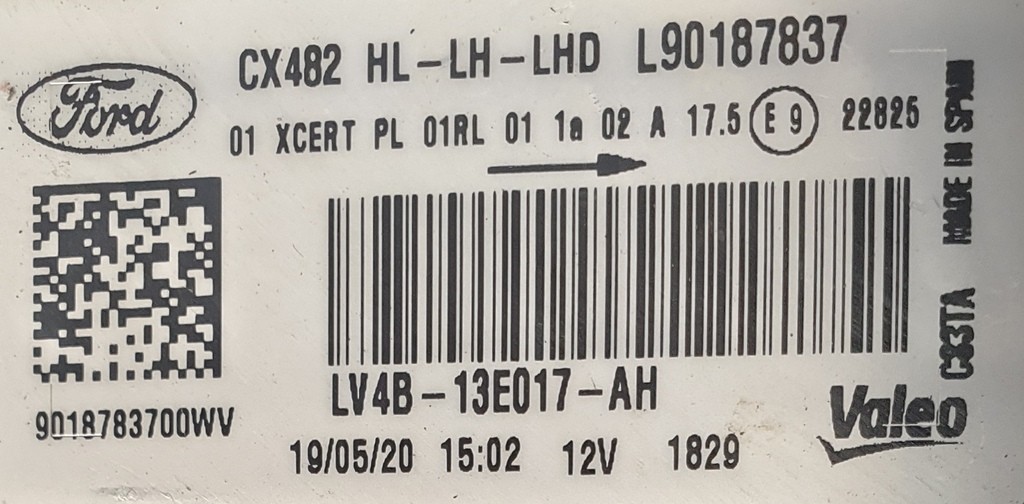 Ford
CX482 HL-LH-LHD L90187837
01 XCERT PL 01RL 01 1a 02 A 17.5 E 9 22825
MADE IN SPAIN
C83TA
9018783700WV
LV4B-13E017-AH
19/05/20 15:02 12V 1829
Valeo